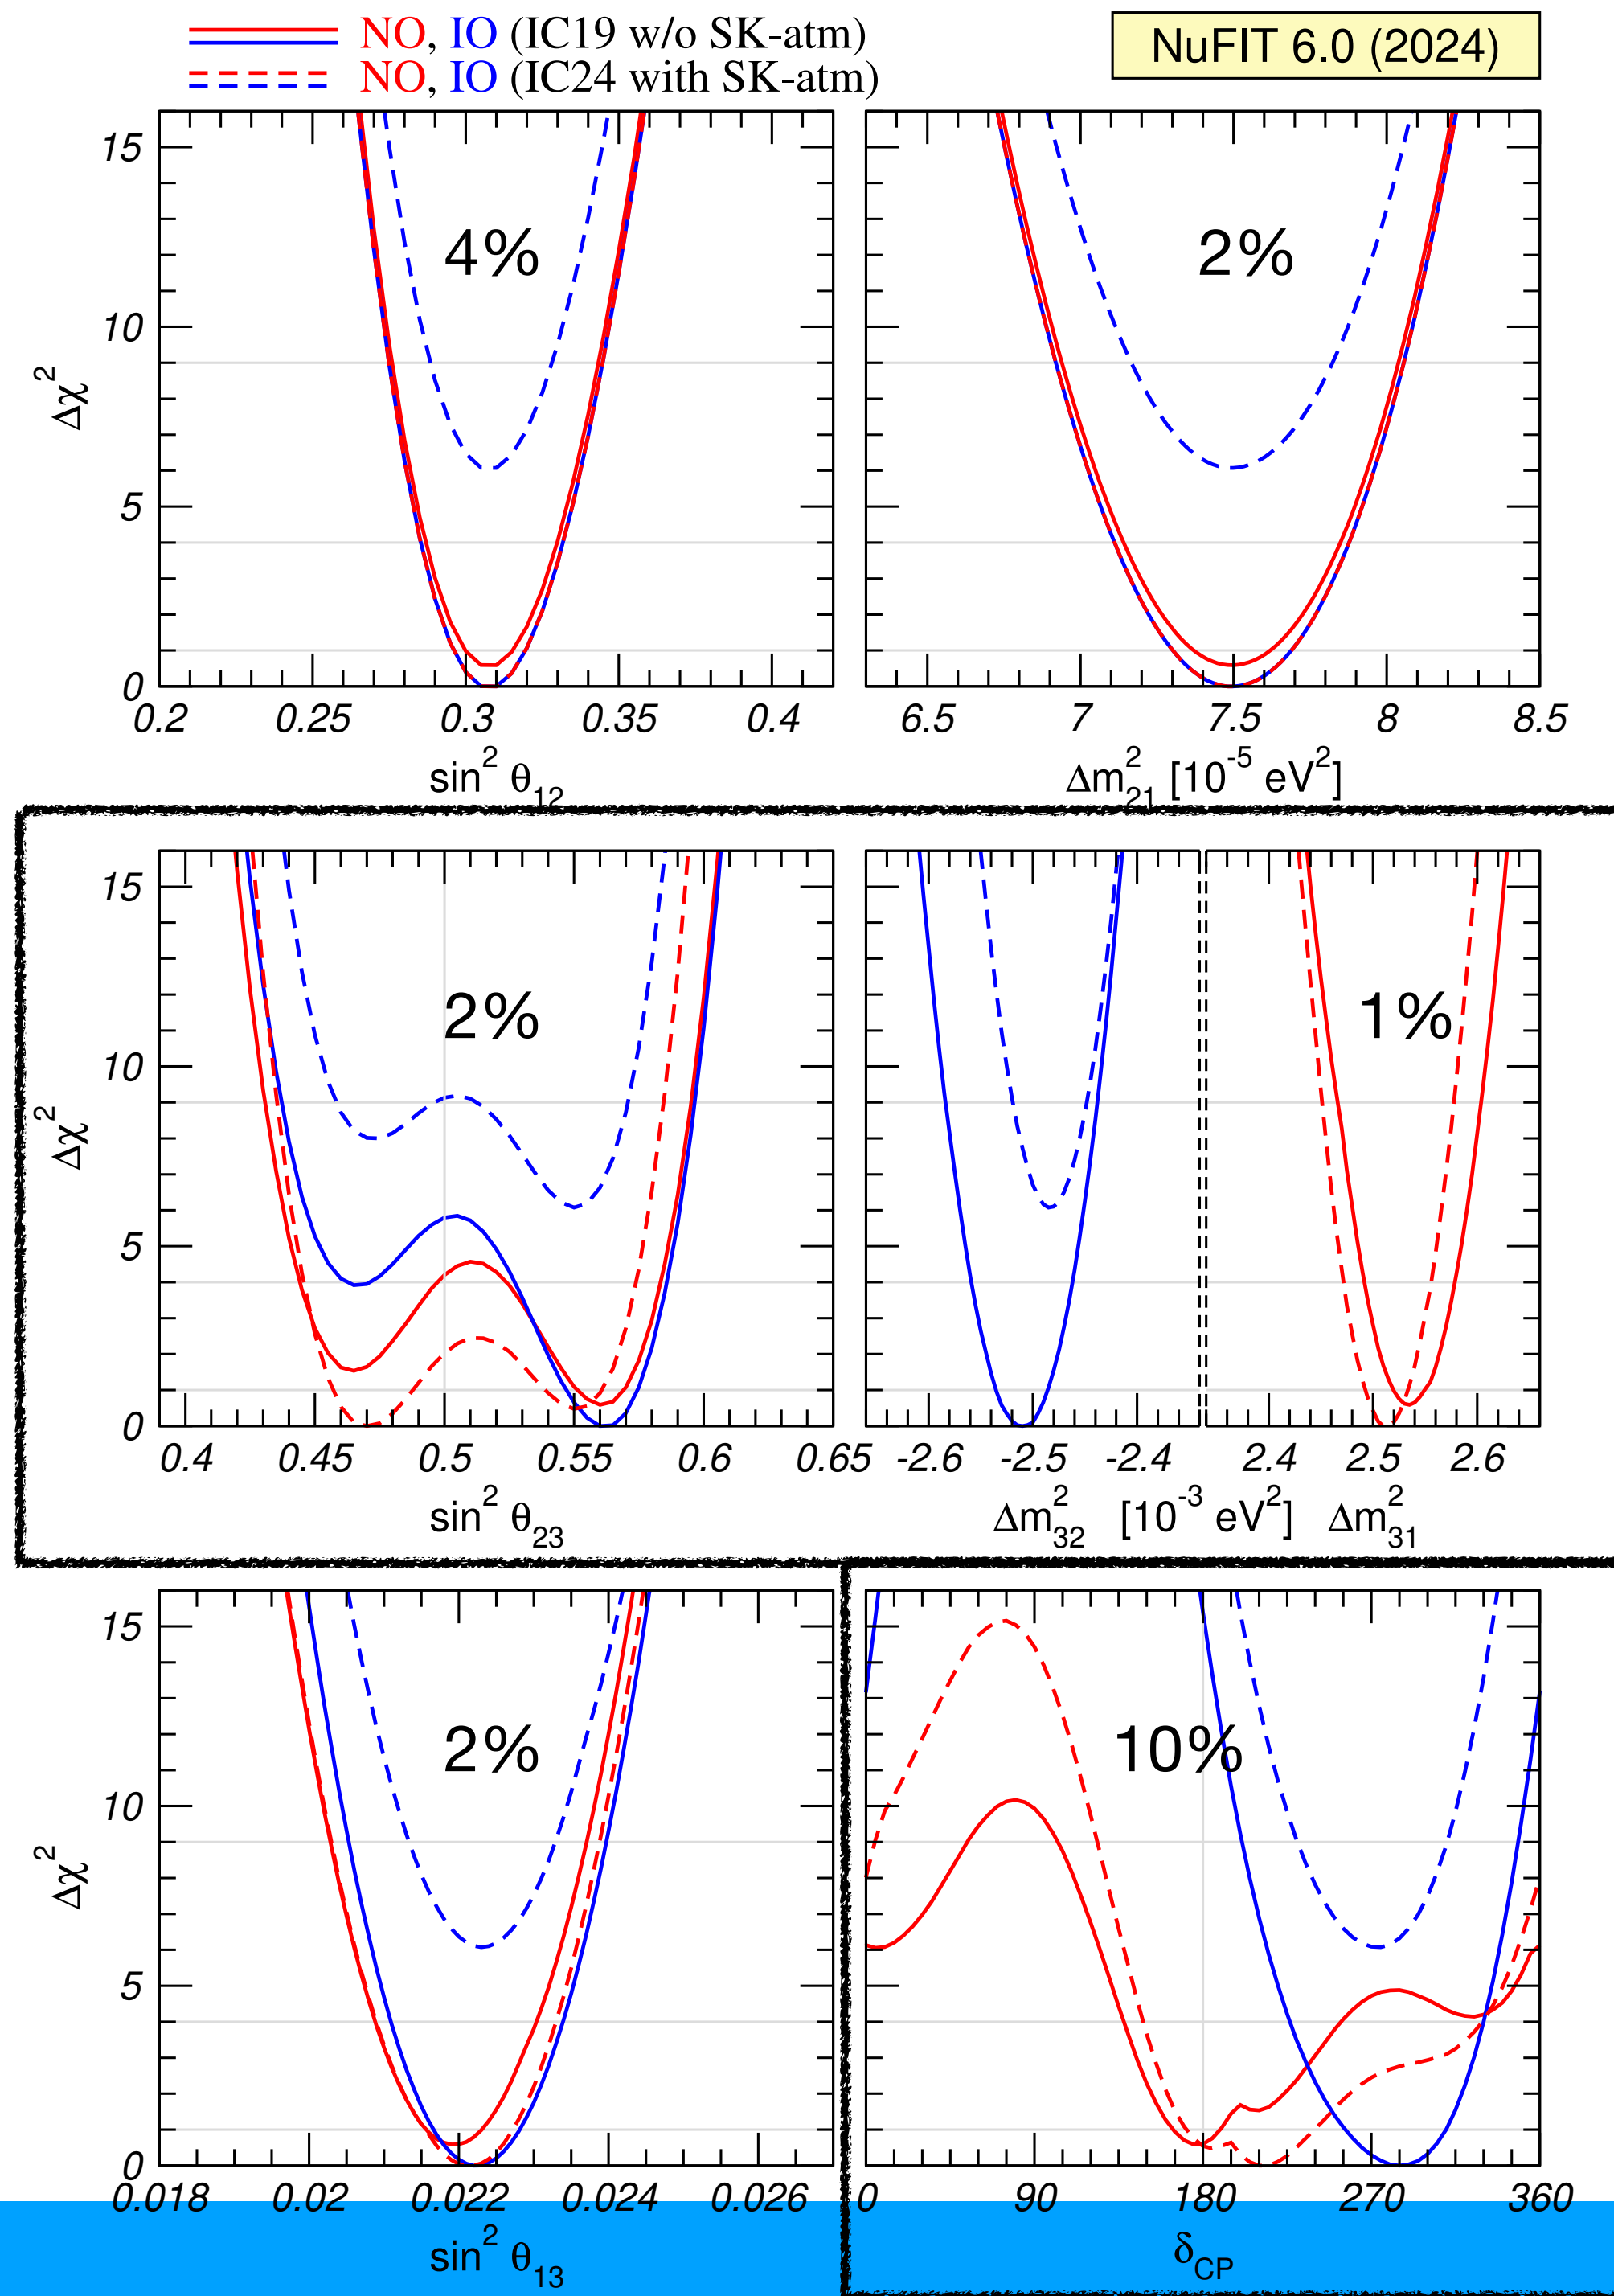 NO, IO (IC19 w/o SK-atm)
NO, IO (IC24 with SK-atm)
NuFIT 6.0 (2024)
15
10
5
0
Δχ²
4%
0.2 0.25 0.3 0.35 0.4
sin² θ₁₂
2%
6.5 7 7.5 8 8.5
Δm²₂₁ [10⁻⁵ eV²]
15
10
5
0
Δχ²
2%
0.4 0.45 0.5 0.55 0.6 0.65
sin² θ₂₃
1%
-2.6 -2.5 -2.4 2.4 2.5 2.6
Δm²₃₂ [10⁻³ eV²] Δm²₃₁
15
10
5
0
Δχ²
2%
0.018 0.02 0.022 0.024 0.026
sin² θ₁₃
10%
0 90 180 270 360
δCP